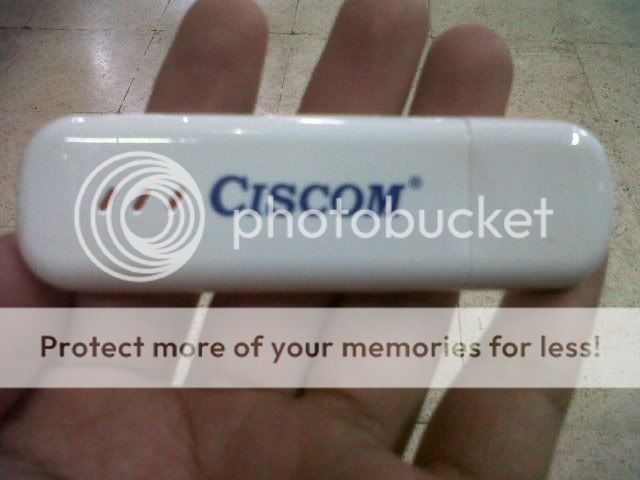 CISCOM®
photobucket
Protect more of your memories for less!